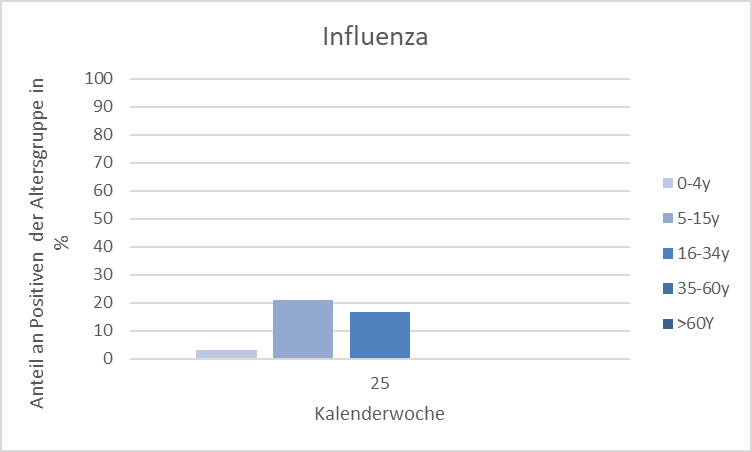 Influenza
Anteil an Positiven der Altersgruppe in
%
100
90
80
70
60
50
40
30
20
10
0
25
Kalenderwoche
0-4y
5-15y
16-34y
35-60y
>60Y